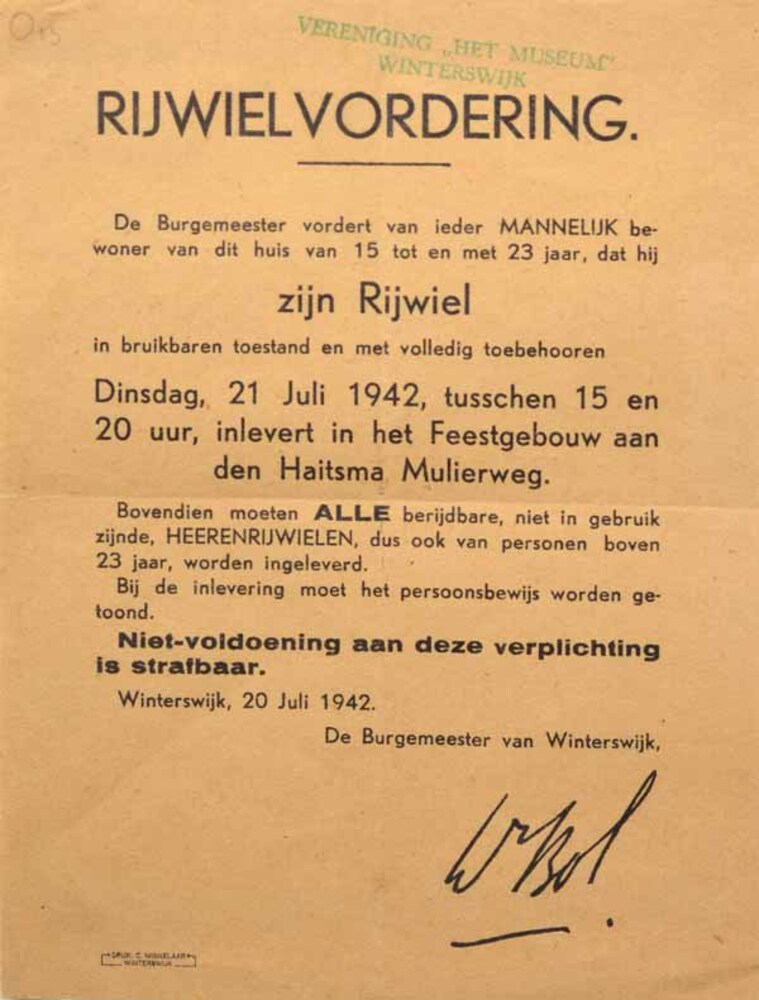 VERENIGING „HET MUSEUM"
WINTERSWIJK
RIJWIELVORDERING.
De Burgemeester vordert van ieder MANNELIJK be-
woner van dit huis van 15 tot en met 23 jaar, dat hij
zijn Rijwiel
in bruikbaren toestand en met volledig toebehooren
Dinsdag, 21 Juli 1942, tusschen 15 en
20 uur, inlevert in het Feestgebouw aan
den Haitsma Mulierweg.
Bovendien moeten ALLE berijdbare, niet in gebruik
zijnde, HEERENRIJWIELEN, dus ook van personen boven
23 jaar, worden ingeleverd.
Bij de inlevering moet het persoonsbewijs worden ge-
toond.
Niet-voldoening aan deze verplichting
is strafbaar.
Winterswijk, 20 Juli 1942.
De Burgemeester van Winterswijk,
Bol
DRUK. G.
WINTERSWIJK